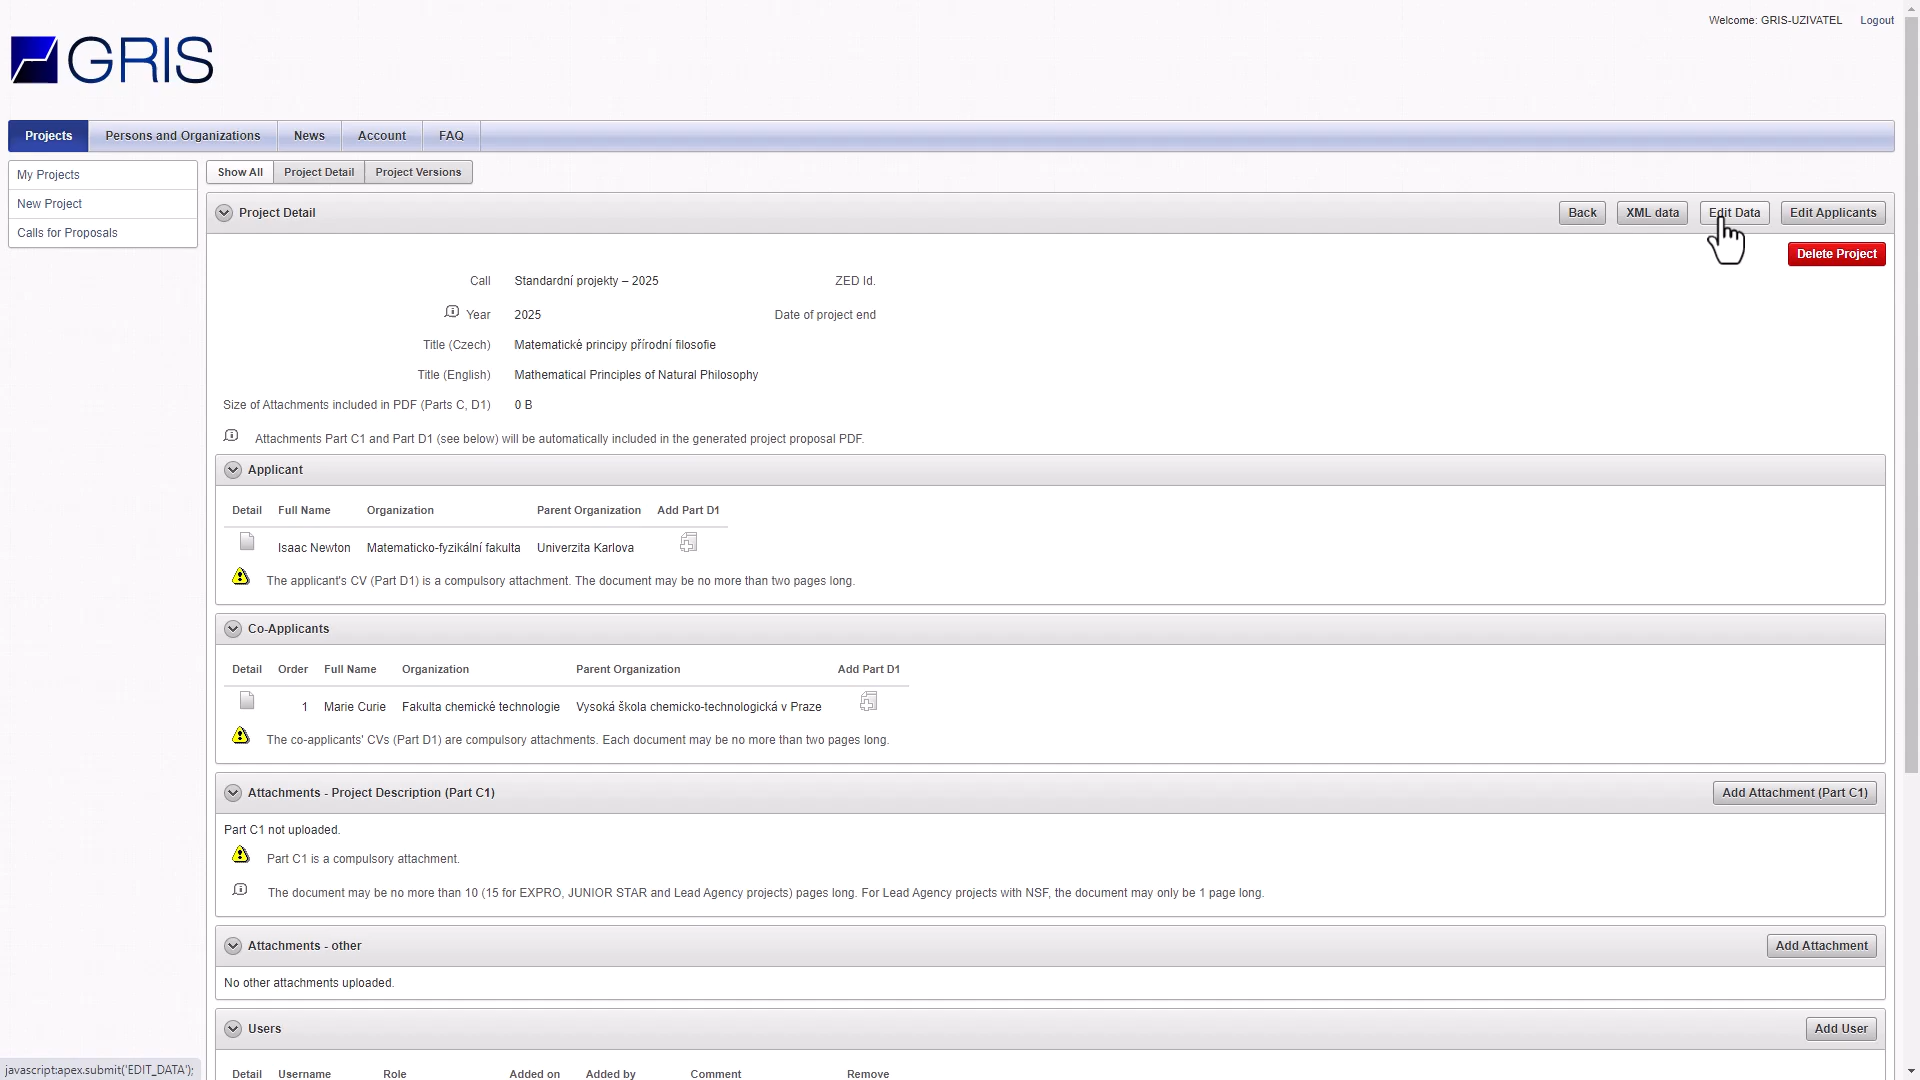 Welcome: GRIS-UZIVATEL Logout
GRIS
Projects Persons and Organizations News Account FAQ
My Projects
New Project
Calls for Proposals
Show All Project Detail Project Versions
Project Detail Back XML data Edit Data Edit Applicants
Delete Project
Call Standardní projekty – 2025 ZED Id.
Year 2025 Date of project end
Title (Czech) Matematické principy přírodní filosofie
Title (English) Mathematical Principles of Natural Philosophy
Size of Attachments included in PDF (Parts C, D1) 0 B
Attachments Part C1 and Part D1 (see below) will be automatically included in the generated project proposal PDF.
Applicant
Detail Full Name Organization Parent Organization Add Part D1
Isaac Newton Matematicko-fyzikální fakulta Univerzita Karlova
The applicant's CV (Part D1) is a compulsory attachment. The document may be no more than two pages long.
Co-Applicants
Detail Order Full Name Organization Parent Organization Add Part D1
1 Marie Curie Fakulta chemické technologie Vysoká škola chemicko-technologická v Praze
The co-applicants' CVs (Part D1) are compulsory attachments. Each document may be no more than two pages long.
Attachments - Project Description (Part C1) Add Attachment (Part C1)
Part C1 not uploaded.
Part C1 is a compulsory attachment.
The document may be no more than 10 (15 for EXPRO, JUNIOR STAR and Lead Agency projects) pages long. For Lead Agency projects with NSF, the document may only be 1 page long.
Attachments - other Add Attachment
No other attachments uploaded.
Users Add User
Detail Username Role Added on Added by Comment Remove
javascript:apex.submit('EDIT_DATA');